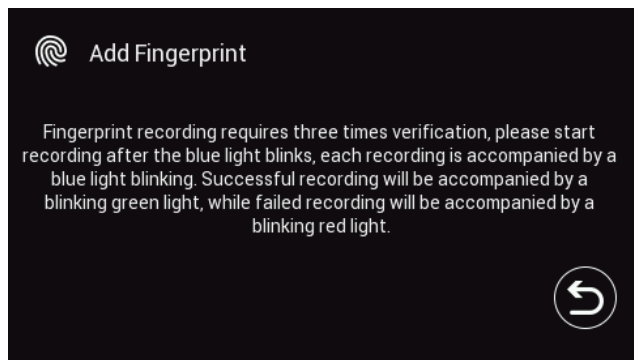 Add Fingerprint
Fingerprint recording requires three times verification, please start
recording after the blue light blinks, each recording is accompanied by a
blue light blinking. Successful recording will be accompanied by a
blinking green light, while failed recording will be accompanied by a
blinking red light.